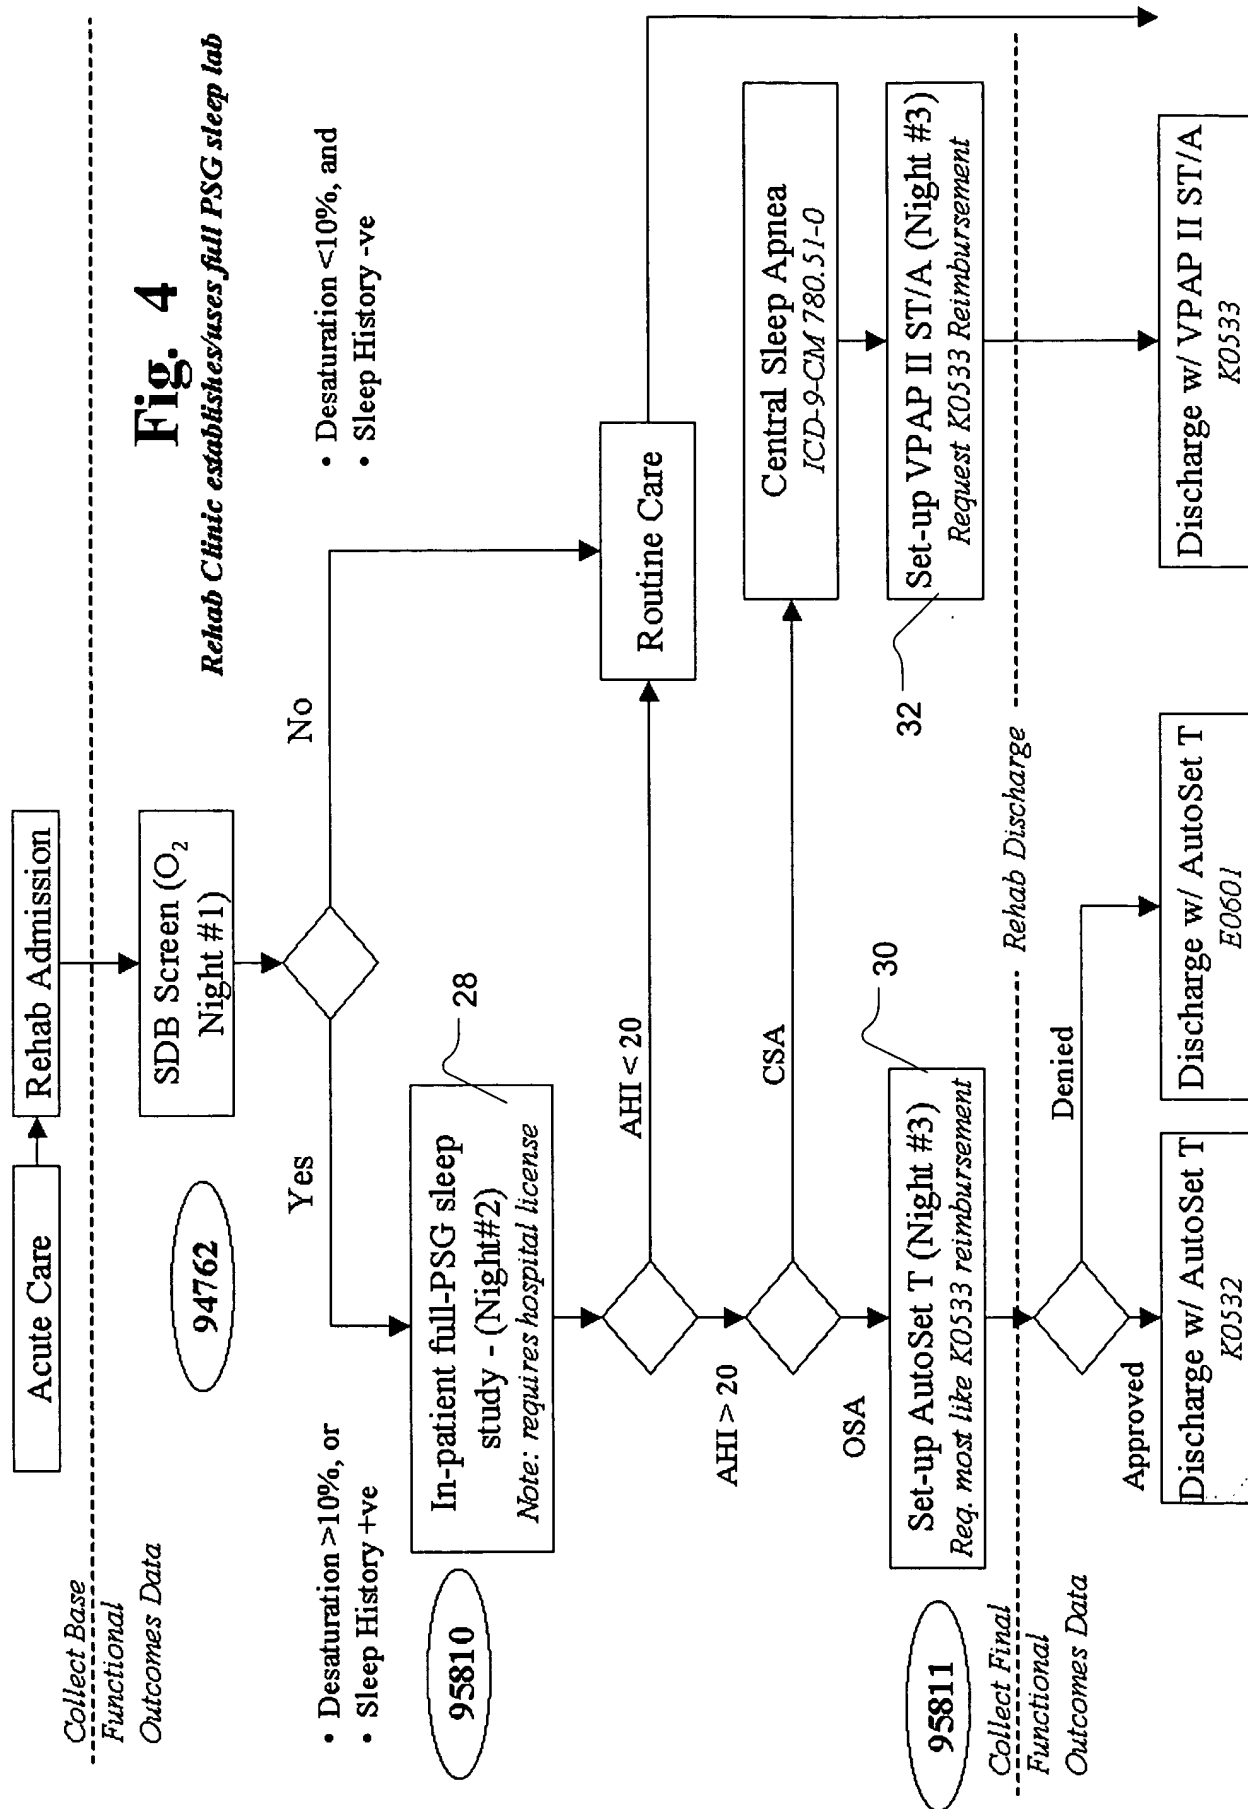 Fig. 4
Rehab Clinic establishes/uses full PSG sleep lab
Acute Care
Rehab Admission
Collect Base
Functional
Outcomes Data
94762
SDB Screen (O2
Night #1)
Yes
No
• Desaturation >10%, or
• Sleep History +ve
• Desaturation <10%, and
• Sleep History -ve
95810
In-patient full-PSG sleep
study - (Night#2)
Note: requires hospital license
28
AHI < 20
Routine Care
AHI > 20
CSA
Central Sleep Apnea
ICD-9-CM 780.51-0
OSA
95811
Set-up AutoSet T (Night #3)
Req. most like K0533 reimbursement
30
32
Set-up VPAP II ST/A (Night #3)
Request K0533 Reimbursement
Collect Final
Functional
Outcomes Data
Rehab Discharge
Approved
Denied
Discharge w/ AutoSet T
K0532
Discharge w/ AutoSet T
E0601
Discharge w/ VPAP II ST/A
K0533